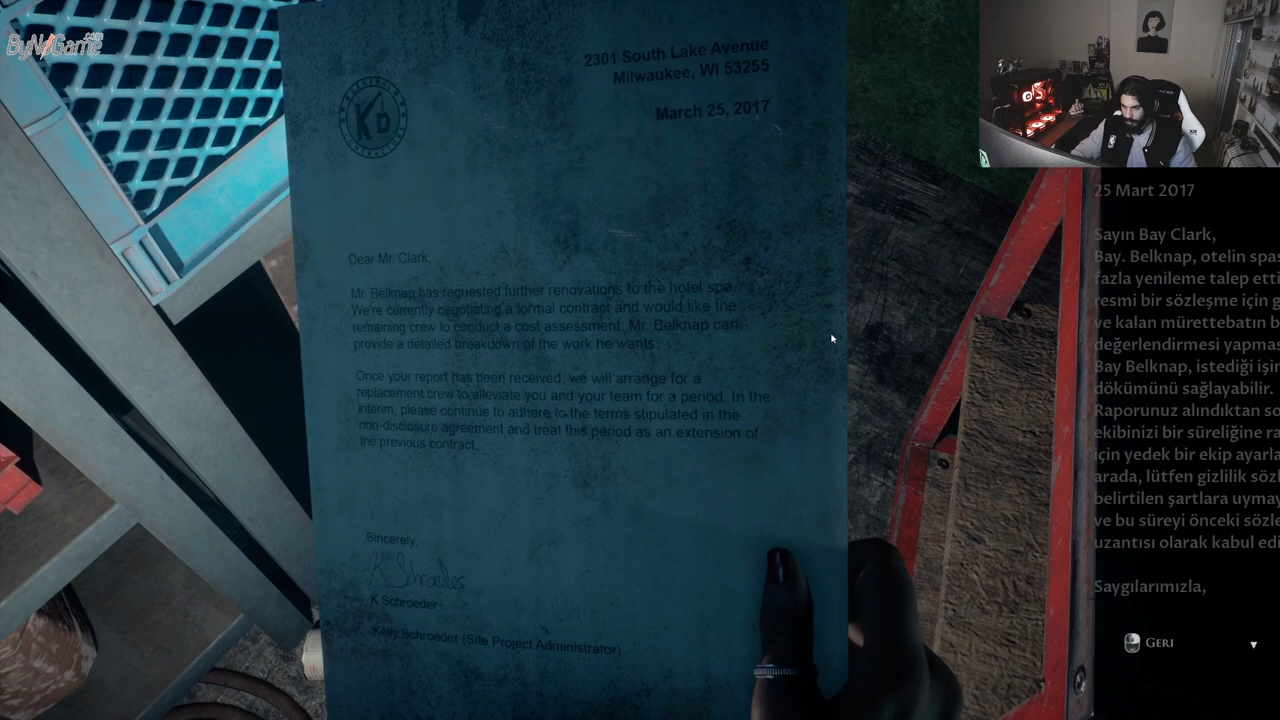 ByNoGame.com
2301 South Lake Avenue
Milwaukee, WI 53255
March 25, 2017
KD
Dear Mr. Clark,
Mr. Belknap has requested further renovations to the hotel spa.
We're currently negotiating a formal contract and would like the
remaining crew to conduct a cost assessment. Mr. Belknap can
provide a detailed breakdown of the work he wants.
Once your report has been received, we will arrange for a
replacement crew to alleviate you and your team for a period. In the
interim, please continue to adhere to the terms stipulated in the
non-disclosure agreement and treat this period as an extension of
the previous contract.
Sincerely,
K Schroeder
Kelly Schroeder (Site Project Administrator)
25 Mart 2017
Sayın Bay Clark,
Bay. Belknap, otelin spas
fazla yenileme talep etti
resmi bir sözleşme için g
ve kalan mürettebatın b
değerlendirmesi yapmas
Bay Belknap, istediği işin
dökümünü sağlayabilir.
Raporunuz alındıktan so
ekibinizi bir süreliğine ra
için yedek bir ekip ayarla
arada, lütfen gizlilik sözl
belirtilen şartlara uymay
ve bu süreyi önceki sözle
uzantısı olarak kabul edi
Saygılarımızla,
GERI